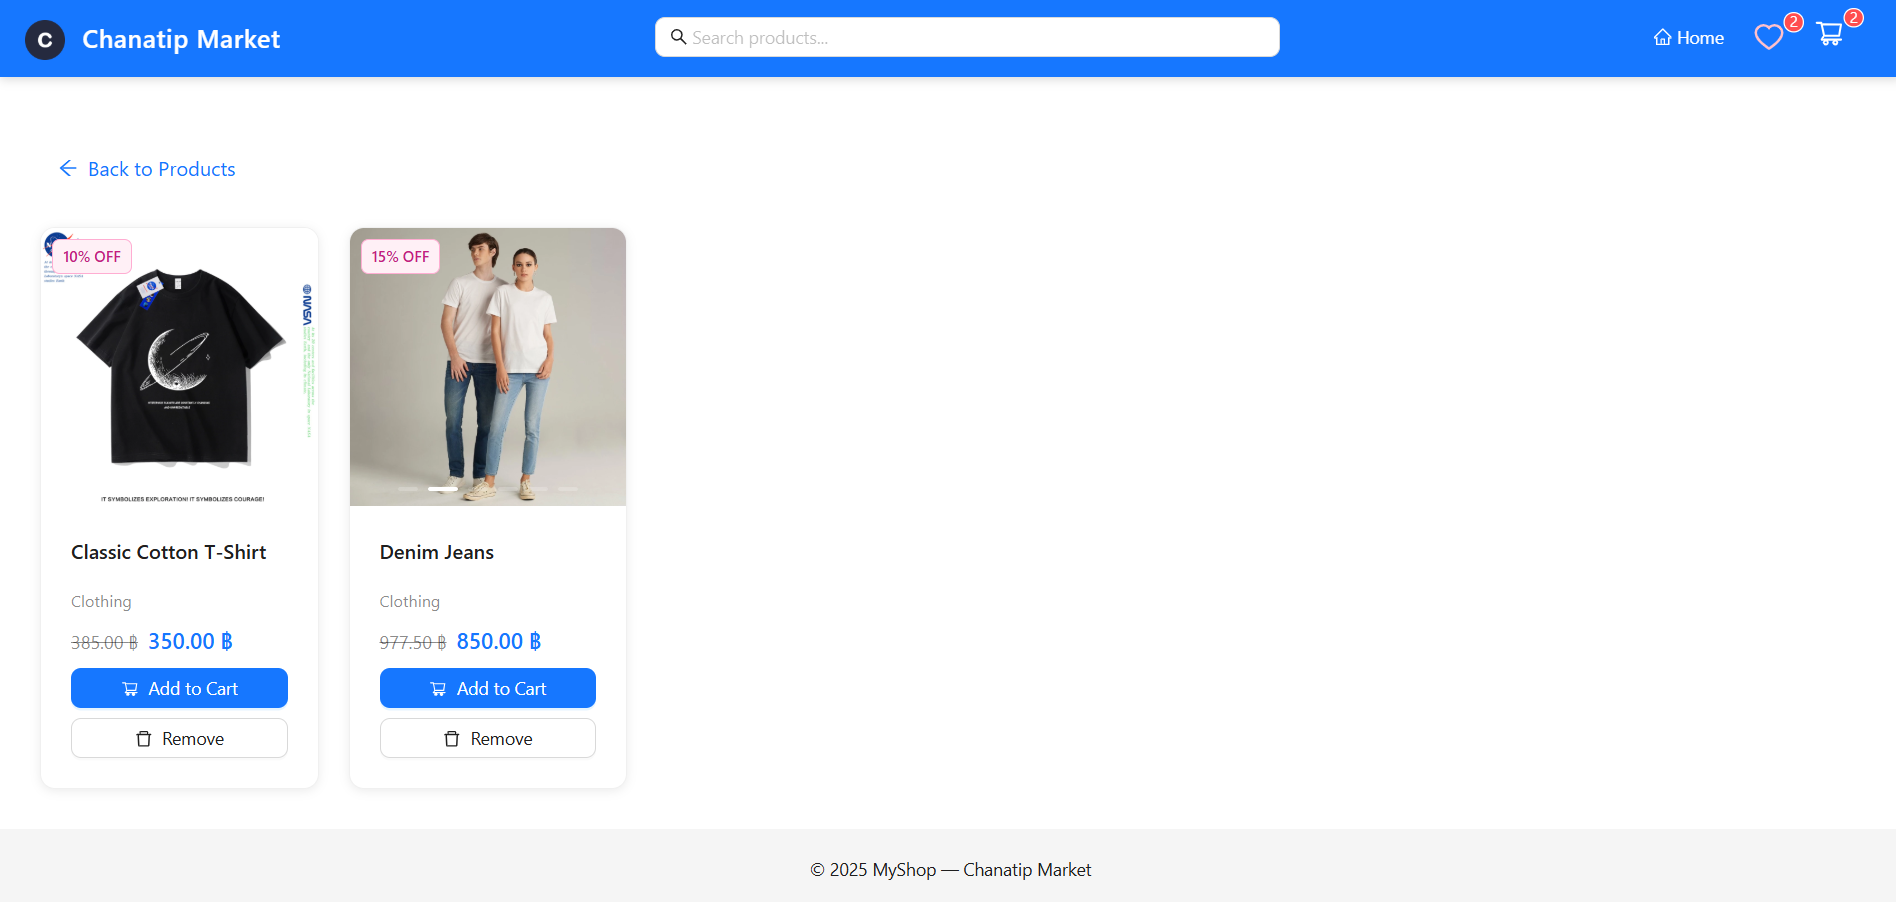 C Chanatip Market
Search products...
Home
2
2
Back to Products
10% OFF
NASA
IT SYMBOLIZES EXPLORATION! IT SYMBOLIZES COURAGE!
Classic Cotton T-Shirt
Clothing
385.00 ฿ 350.00 ฿
Add to Cart
Remove
15% OFF
Denim Jeans
Clothing
977.50 ฿ 850.00 ฿
Add to Cart
Remove
© 2025 MyShop — Chanatip Market